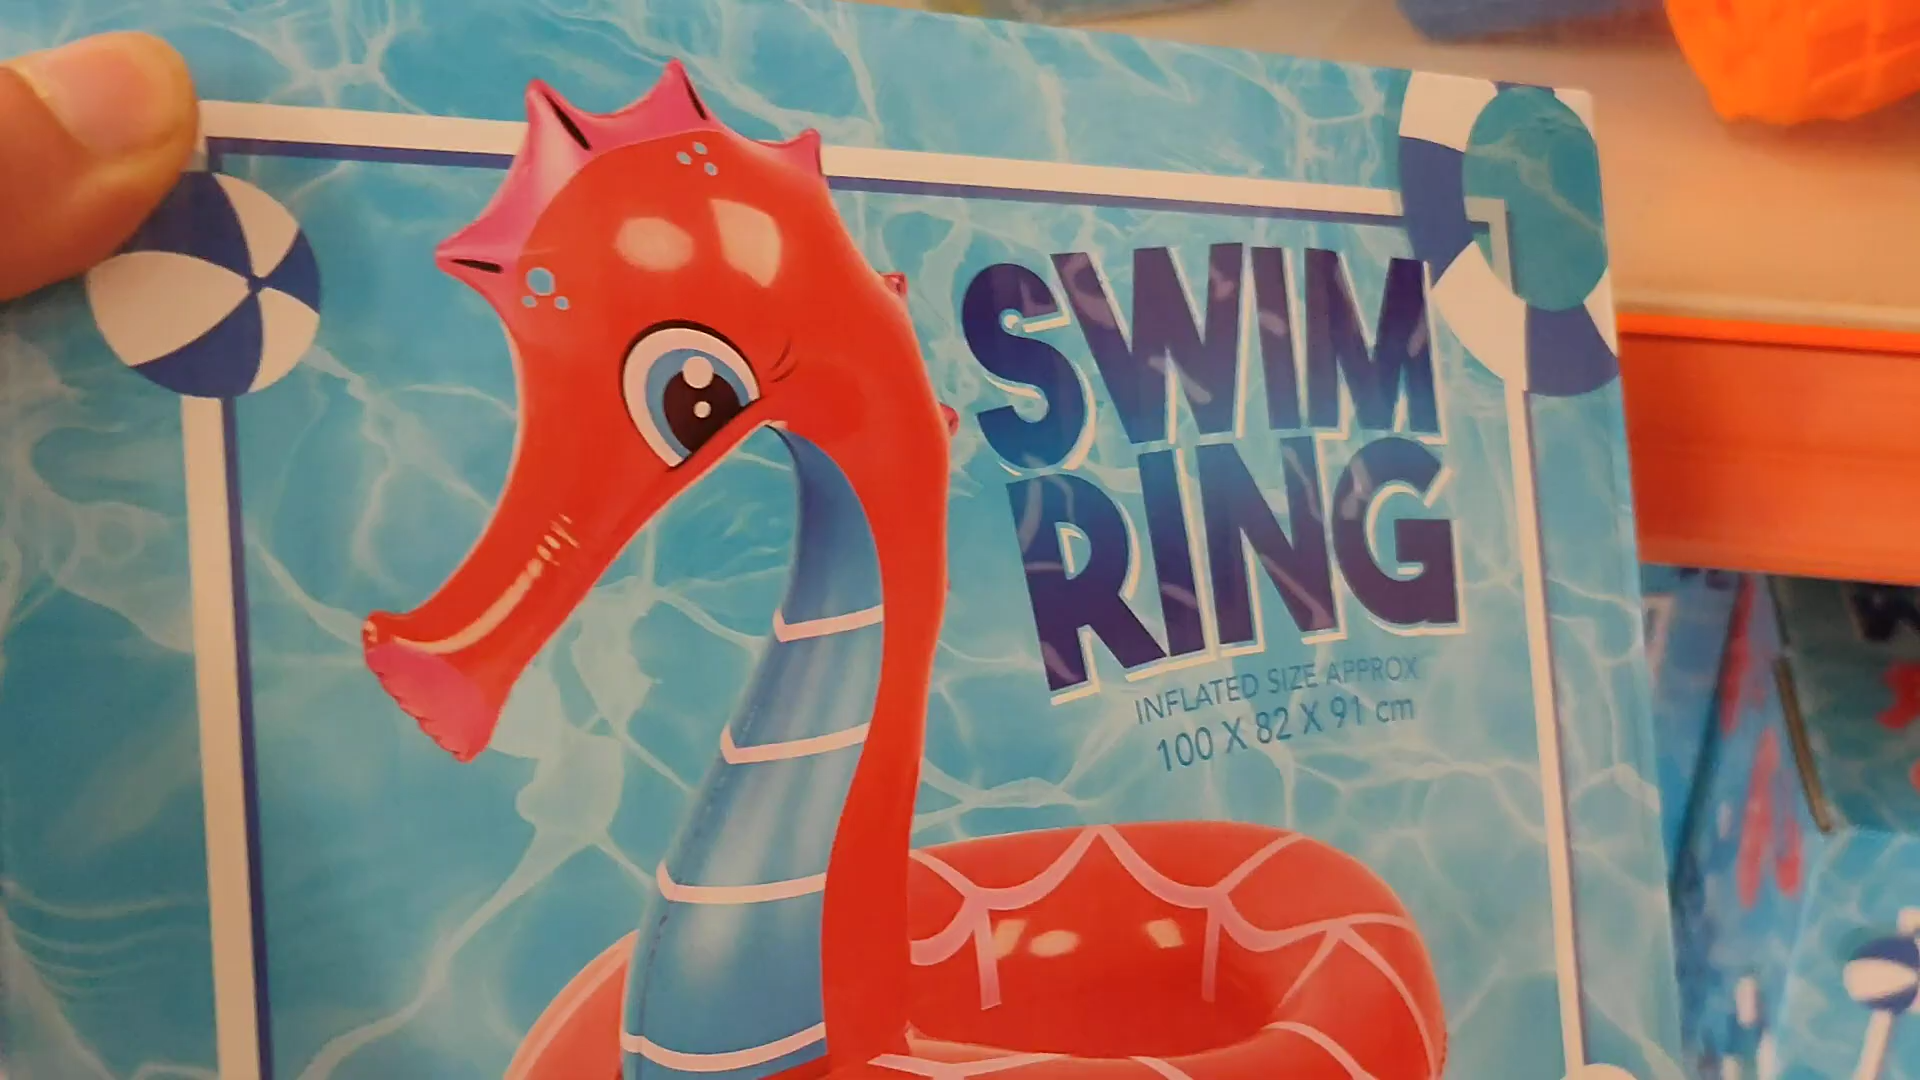 SWIM
RING
INFLATED SIZE APPROX
100 X 82 X 91 cm